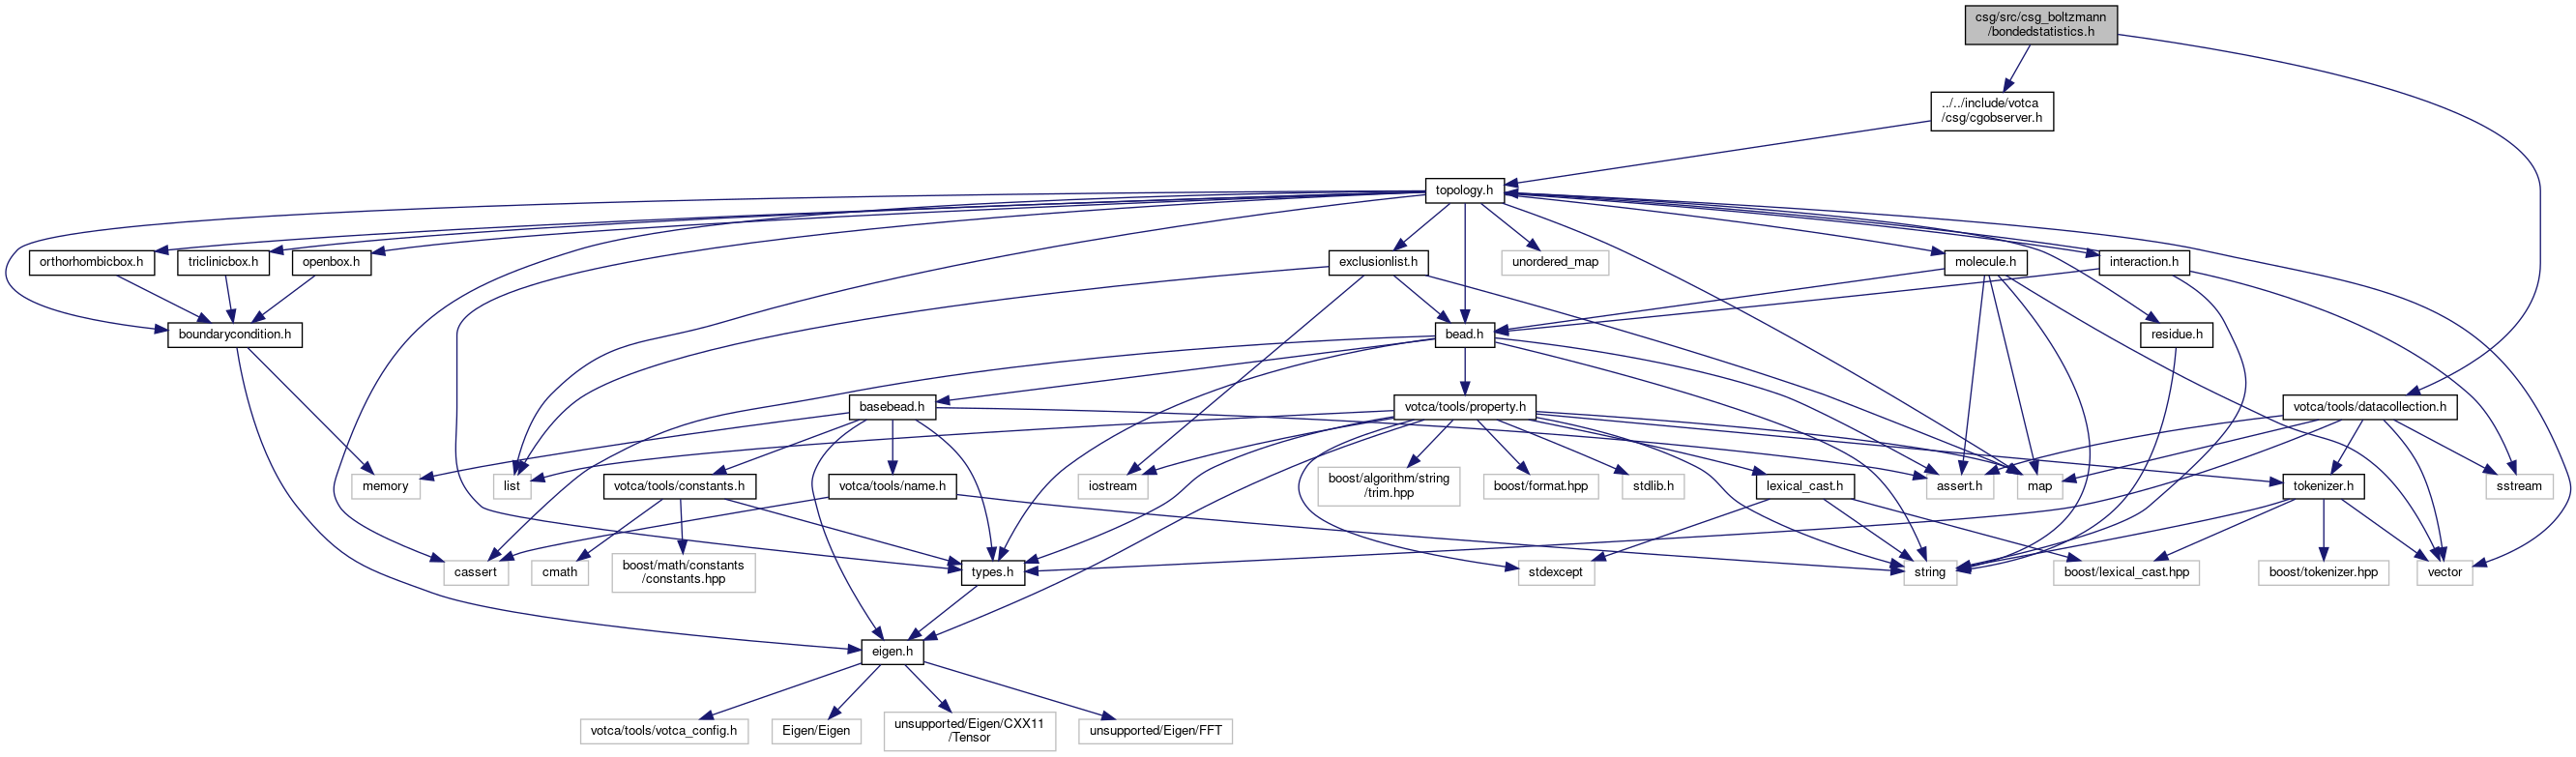 csg/src/csg_boltzmann
/bondedstatistics.h
../../include/votca
/csg/cgobserver.h
topology.h
orthorhombicbox.h
triclinicbox.h
openbox.h
exclusionlist.h
unordered_map
molecule.h
interaction.h
boundarycondition.h
bead.h
residue.h
basebead.h
votca/tools/property.h
votca/tools/datacollection.h
memory
list
votca/tools/constants.h
votca/tools/name.h
iostream
boost/algorithm/string
/trim.hpp
boost/format.hpp
stdlib.h
lexical_cast.h
assert.h
map
tokenizer.h
sstream
cassert
cmath
boost/math/constants
/constants.hpp
types.h
stdexcept
string
boost/lexical_cast.hpp
boost/tokenizer.hpp
vector
eigen.h
votca/tools/votca_config.h
Eigen/Eigen
unsupported/Eigen/CXX11
/Tensor
unsupported/Eigen/FFT